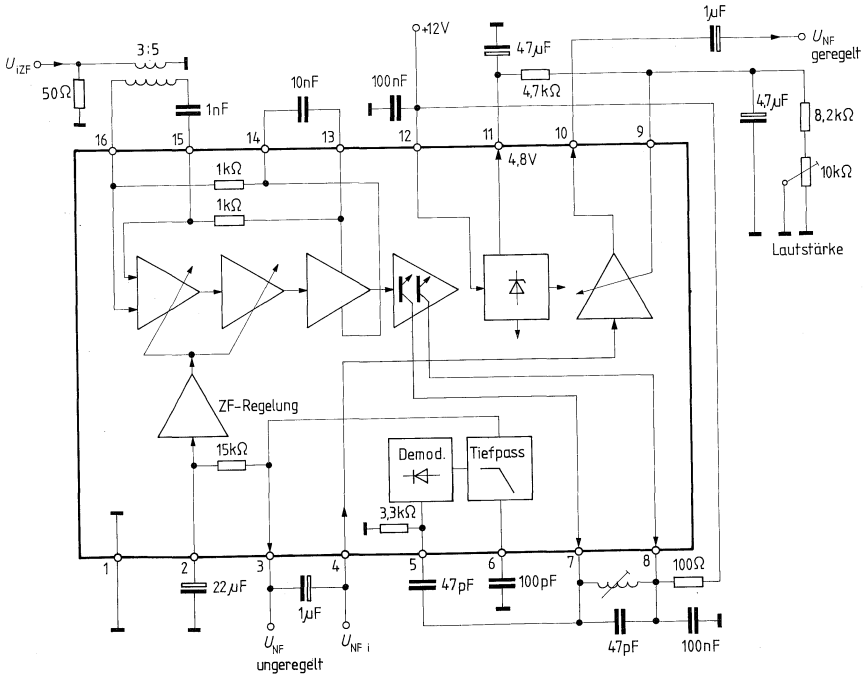 U iZF
3:5
50Ω
1nF
10nF
100nF
+12V
47µF
4,7kΩ
1µF
U NF
geregelt
4,7µF
8,2kΩ
10kΩ
Lautstärke
16
15
14
13
12
11
10
9
4,8V
1kΩ
1kΩ
ZF-Regelung
15kΩ
Demod.
Tiefpass
3,3kΩ
1
2
3
4
5
6
7
8
22µF
1µF
47pF
100pF
100Ω
47pF
100nF
U NF
ungeregelt
U NF i